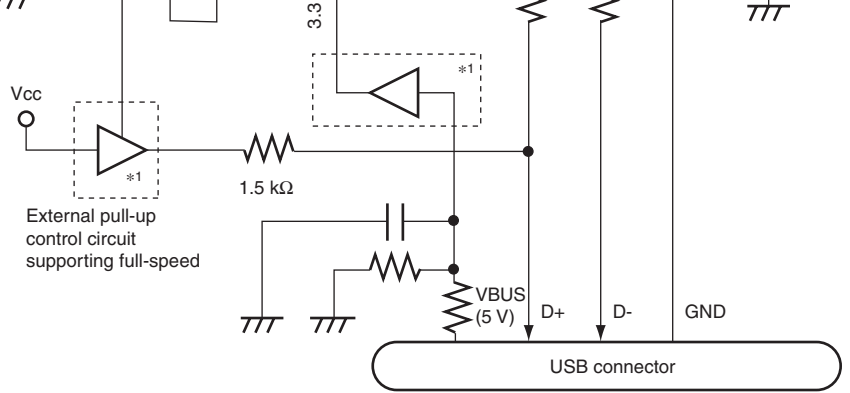 3.3
*1
Vcc
*1
1.5 kΩ
External pull-up
control circuit
supporting full-speed
VBUS
(5 V)
D+
D-
GND
USB connector